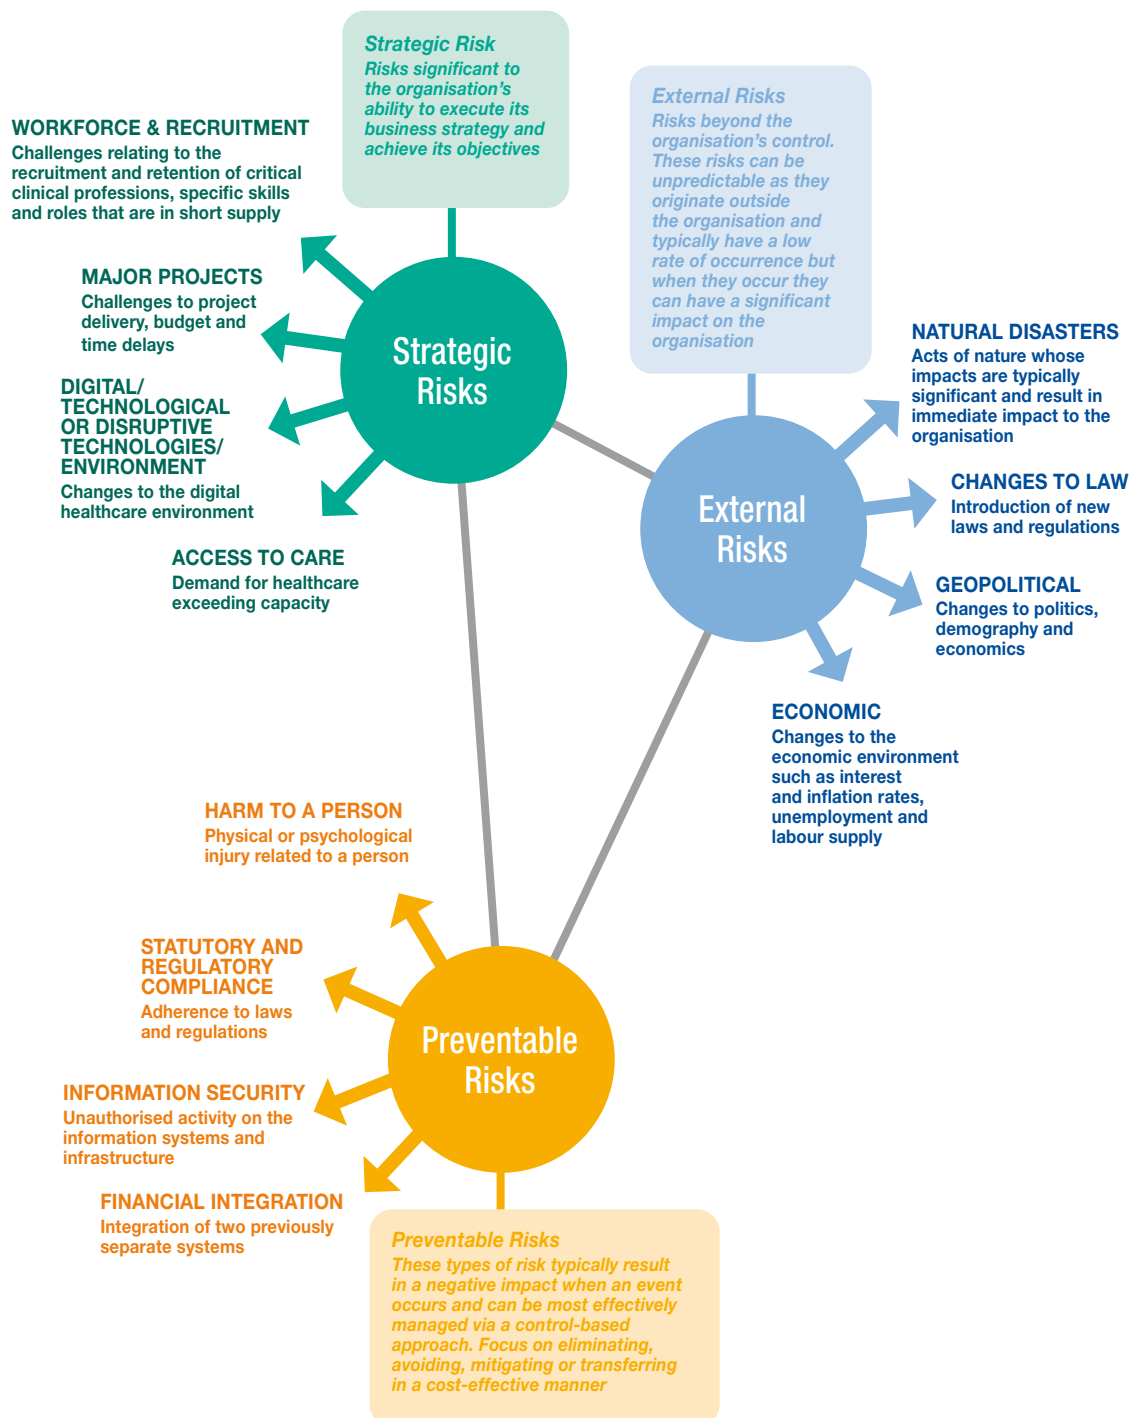 Strategic Risk
Risks significant to
the organisation's
ability to execute its
business strategy and
achieve its objectives
External Risks
Risks beyond the
organisation's control.
These risks can be
unpredictable as they
originate outside
the organisation and
typically have a low
rate of occurrence but
when they occur they
can have a significant
impact on the
organisation
WORKFORCE & RECRUITMENT
Challenges relating to the
recruitment and retention of critical
clinical professions, specific skills
and roles that are in short supply
MAJOR PROJECTS
Challenges to project
delivery, budget and
time delays
DIGITAL/
TECHNOLOGICAL
OR DISRUPTIVE
TECHNOLOGIES/
ENVIRONMENT
Changes to the digital
healthcare environment
ACCESS TO CARE
Demand for healthcare
exceeding capacity
Strategic
Risks
External
Risks
NATURAL DISASTERS
Acts of nature whose
impacts are typically
significant and result in
immediate impact to the
organisation
CHANGES TO LAW
Introduction of new
laws and regulations
GEOPOLITICAL
Changes to politics,
demography and
economics
ECONOMIC
Changes to the
economic environment
such as interest
and inflation rates,
unemployment and
labour supply
HARM TO A PERSON
Physical or psychological
injury related to a person
STATUTORY AND
REGULATORY
COMPLIANCE
Adherence to laws
and regulations
INFORMATION SECURITY
Unauthorised activity on the
information systems and
infrastructure
FINANCIAL INTEGRATION
Integration of two previously
separate systems
Preventable
Risks
Preventable Risks
These types of risk typically result
in a negative impact when an event
occurs and can be most effectively
managed via a control-based
approach. Focus on eliminating,
avoiding, mitigating or transferring
in a cost-effective manner